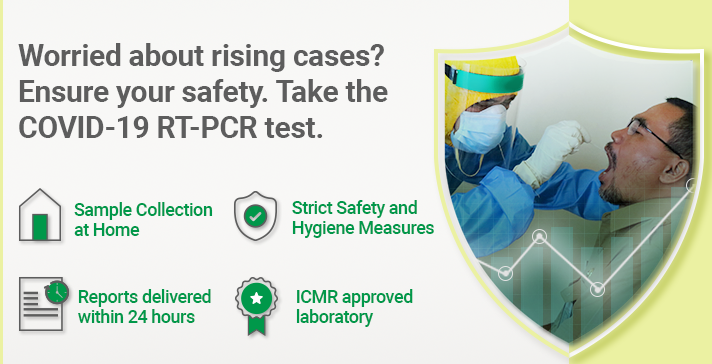 Worried about rising cases?
Ensure your safety. Take the
COVID-19 RT-PCR test.
Sample Collection
at Home
Strict Safety and
Hygiene Measures
Reports delivered
within 24 hours
ICMR approved
laboratory